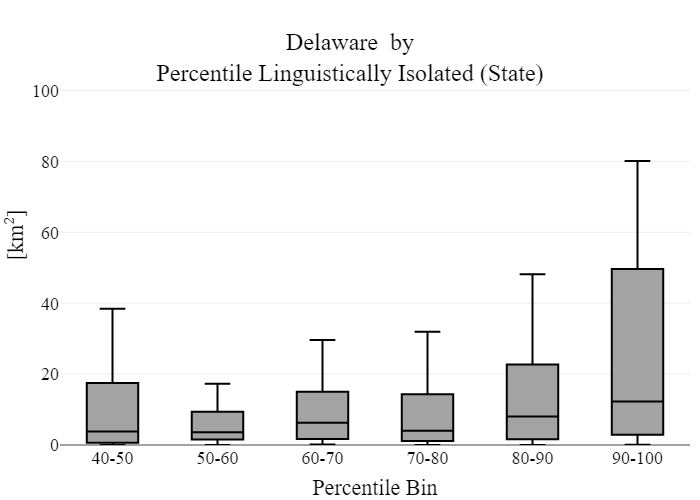 Delaware  by
Percentile Linguistically Isolated (State)
100
80
60
40
20
0
[km²]
40-50 50-60 60-70 70-80 80-90 90-100
Percentile Bin